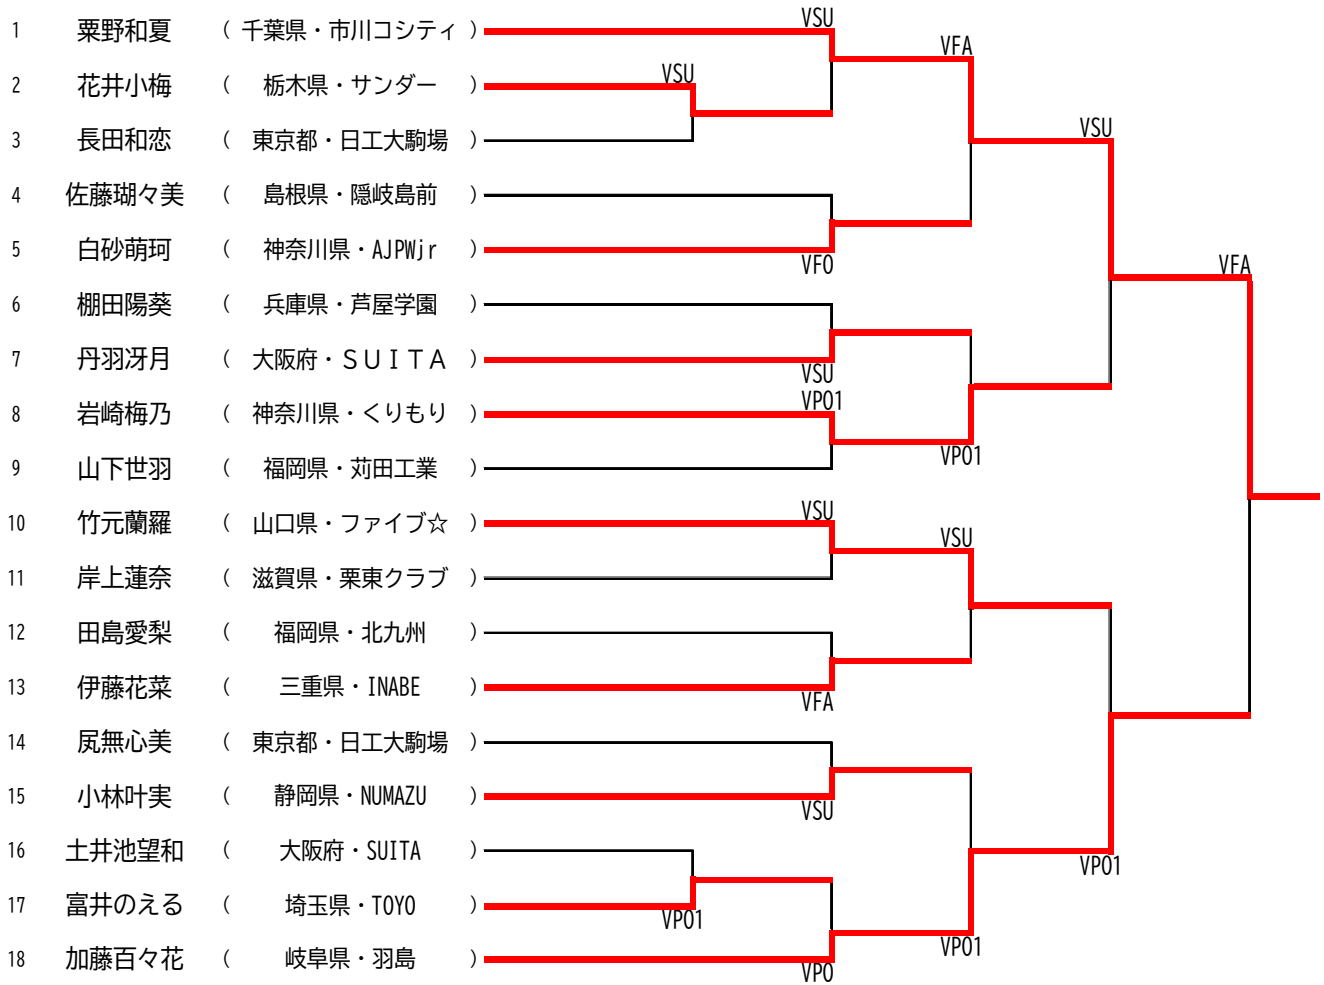 VSU
1 粟野和夏 ( 千葉県・市川コシティ )
VFA
2 花井小梅 ( 栃木県・サンダー ) VSU
3 長田和恋 ( 東京都・日工大駒場 ) VSU
4 佐藤瑚々美 ( 島根県・隠岐島前 )
5 白砂萌珂 ( 神奈川県・AJPWjr )
VFO VFA
6 棚田陽葵 ( 兵庫県・芦屋学園 )
7 丹羽冴月 ( 大阪府・ＳＵＩＴＡ )
VSU
8 岩崎梅乃 ( 神奈川県・くりもり ) VPO1
VPO1
9 山下世羽 ( 福岡県・苅田工業 )
VSU
10 竹元蘭羅 ( 山口県・ファイブ☆ )
VSU
11 岸上蓮奈 ( 滋賀県・栗東クラブ )
12 田島愛梨 ( 福岡県・北九州 )
13 伊藤花菜 ( 三重県・INABE )
VFA
14 尻無心美 ( 東京都・日工大駒場 )
15 小林叶実 ( 静岡県・NUMAZU )
VSU
16 土井池望和 ( 大阪府・SUITA )
VPO1
17 富井のえる ( 埼玉県・TOYO )
VPO1
VPO1
18 加藤百々花 ( 岐阜県・羽島 )
VPO